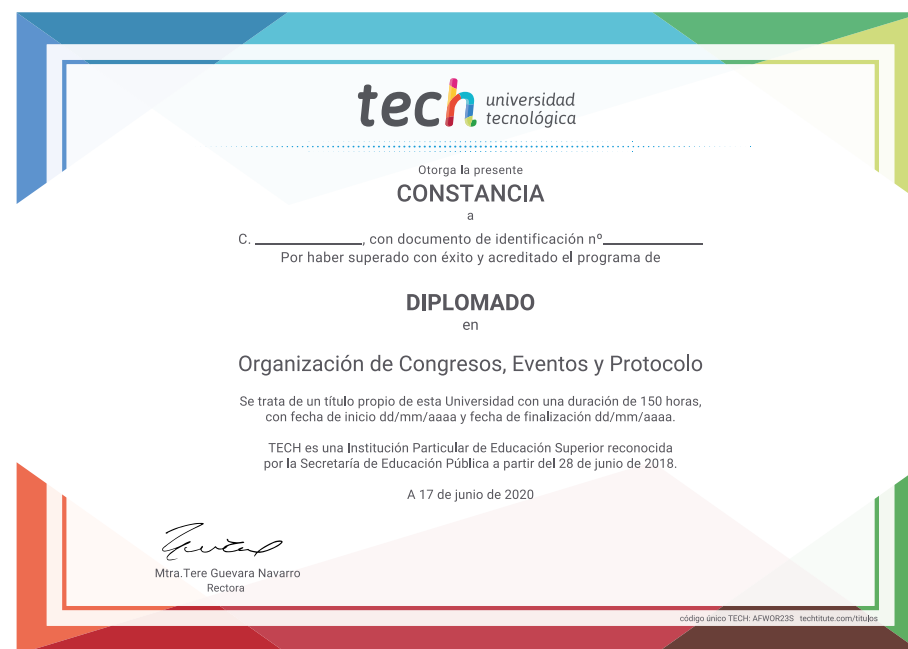 tech universidad
tecnológica
Otorga la presente
CONSTANCIA
a
C. ____________, con documento de identificación nº____________
Por haber superado con éxito y acreditado el programa de
DIPLOMADO
en
Organización de Congresos, Eventos y Protocolo
Se trata de un título propio de esta Universidad con una duración de 150 horas,
con fecha de inicio dd/mm/aaaa y fecha de finalización dd/mm/aaaa.
TECH es una Institución Particular de Educación Superior reconocida
por la Secretaría de Educación Pública a partir del 28 de junio de 2018.
A 17 de junio de 2020
Mtra.Tere Guevara Navarro
Rectora
código único TECH: AFWOR23S techtitute.com/titulos